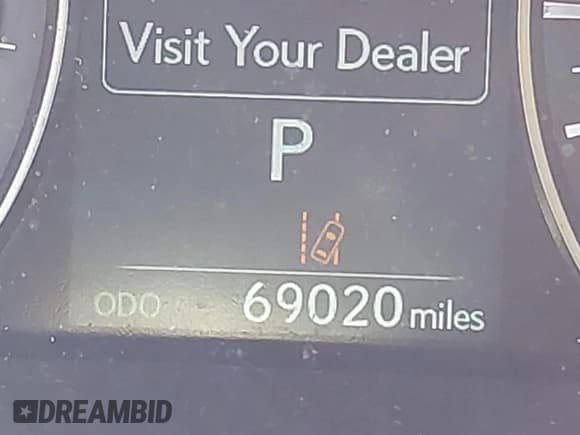 Visit Your Dealer
P
ODO 69020 miles
DREAMBID